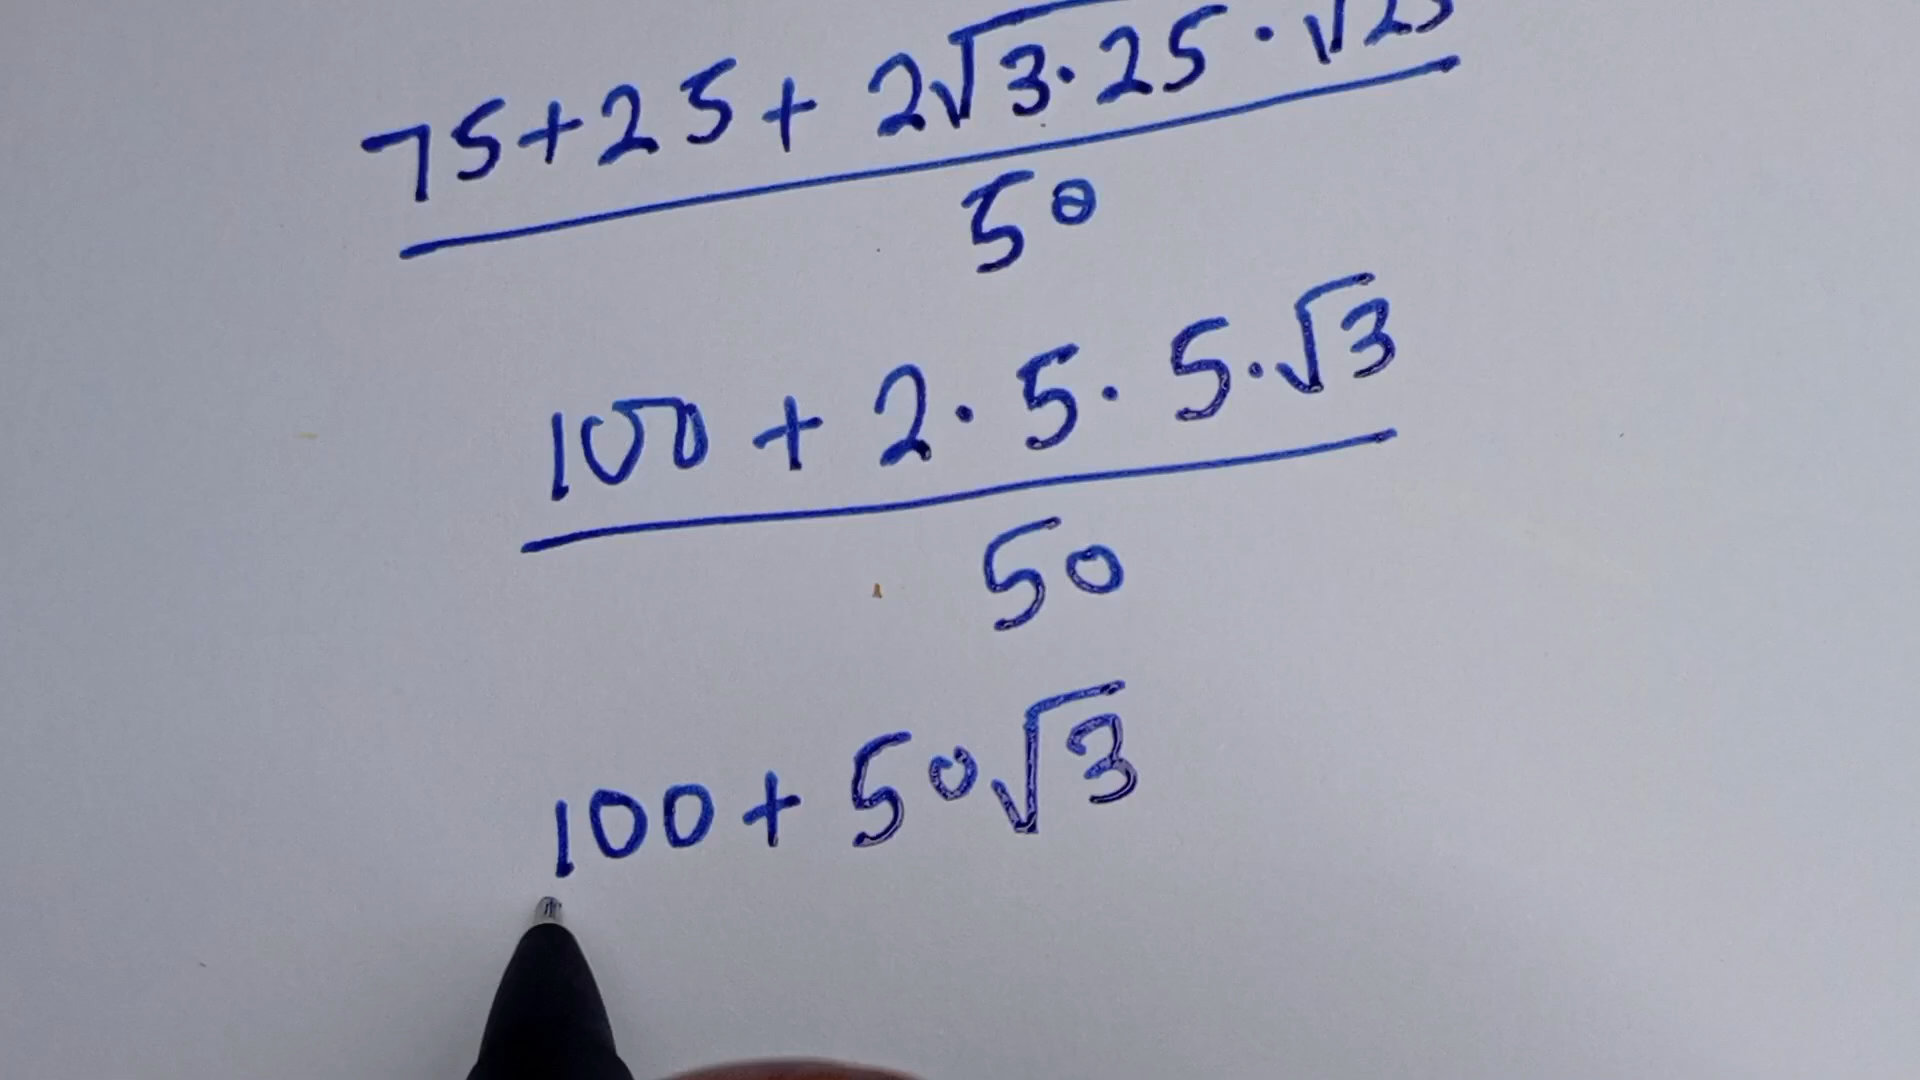 75+25+ 2√3·25 · √25
50
100 + 2 · 5 · 5 · √3
50
100 + 50√3